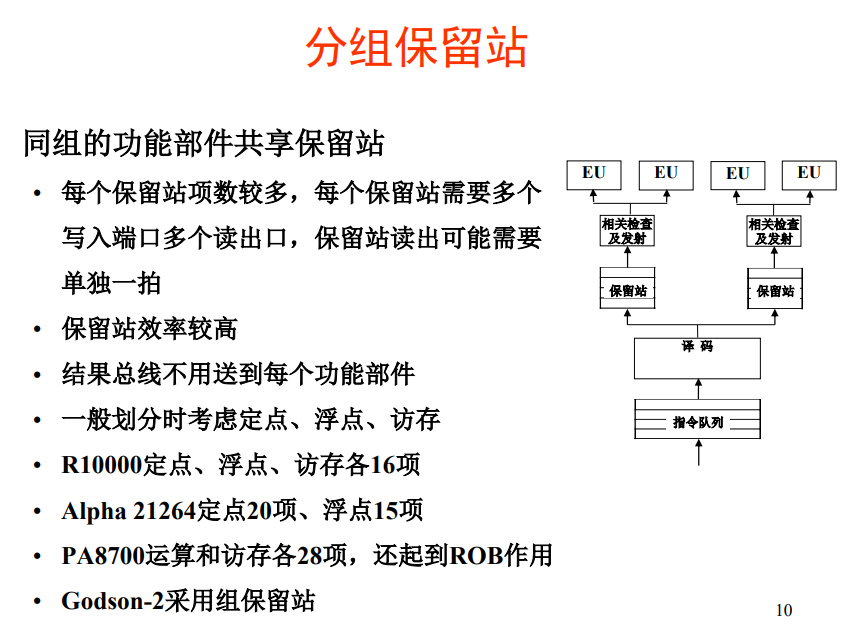 分组保留站
同组的功能部件共享保留站
• 每个保留站项数较多，每个保留站需要多个
写入端口多个读出口，保留站读出可能需要
单独一拍
• 保留站效率较高
• 结果总线不用送到每个功能部件
• 一般划分时考虑定点、浮点、访存
• R10000定点、浮点、访存各16项
• Alpha 21264定点20项、浮点15项
• PA8700运算和访存各28项，还起到ROB作用
• Godson-2采用组保留站
EU
EU
EU
EU
相关检查
及发射
相关检查
及发射
保留站
保留站
译 码
指令队列
10